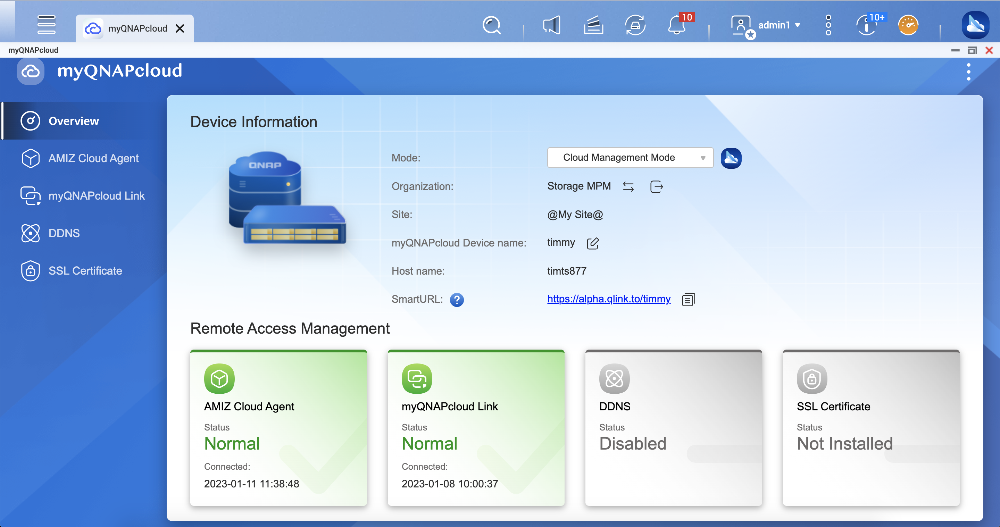 myQNAPcloud
10
admin1
10+
myQNAPcloud
myQNAPcloud
Overview
AMIZ Cloud Agent
myQNAPcloud Link
DDNS
SSL Certificate
Device Information
QNAP
Mode:
Cloud Management Mode
Organization:
Storage MPM
Site:
@My Site@
myQNAPcloud Device name:
timmy
Host name:
timts877
SmartURL:
?
https://alpha.qlink.to/timmy
Remote Access Management
AMIZ Cloud Agent
Status
Normal
Connected:
2023-01-11 11:38:48
myQNAPcloud Link
Status
Normal
Connected:
2023-01-08 10:00:37
DDNS
Status
Disabled
SSL Certificate
Status
Not Installed